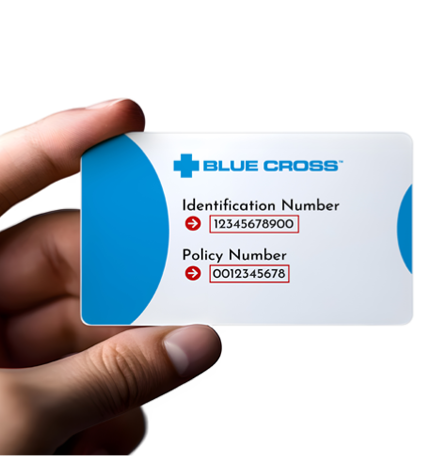 BLUE CROSS™
Identification Number
12345678900
Policy Number
0012345678